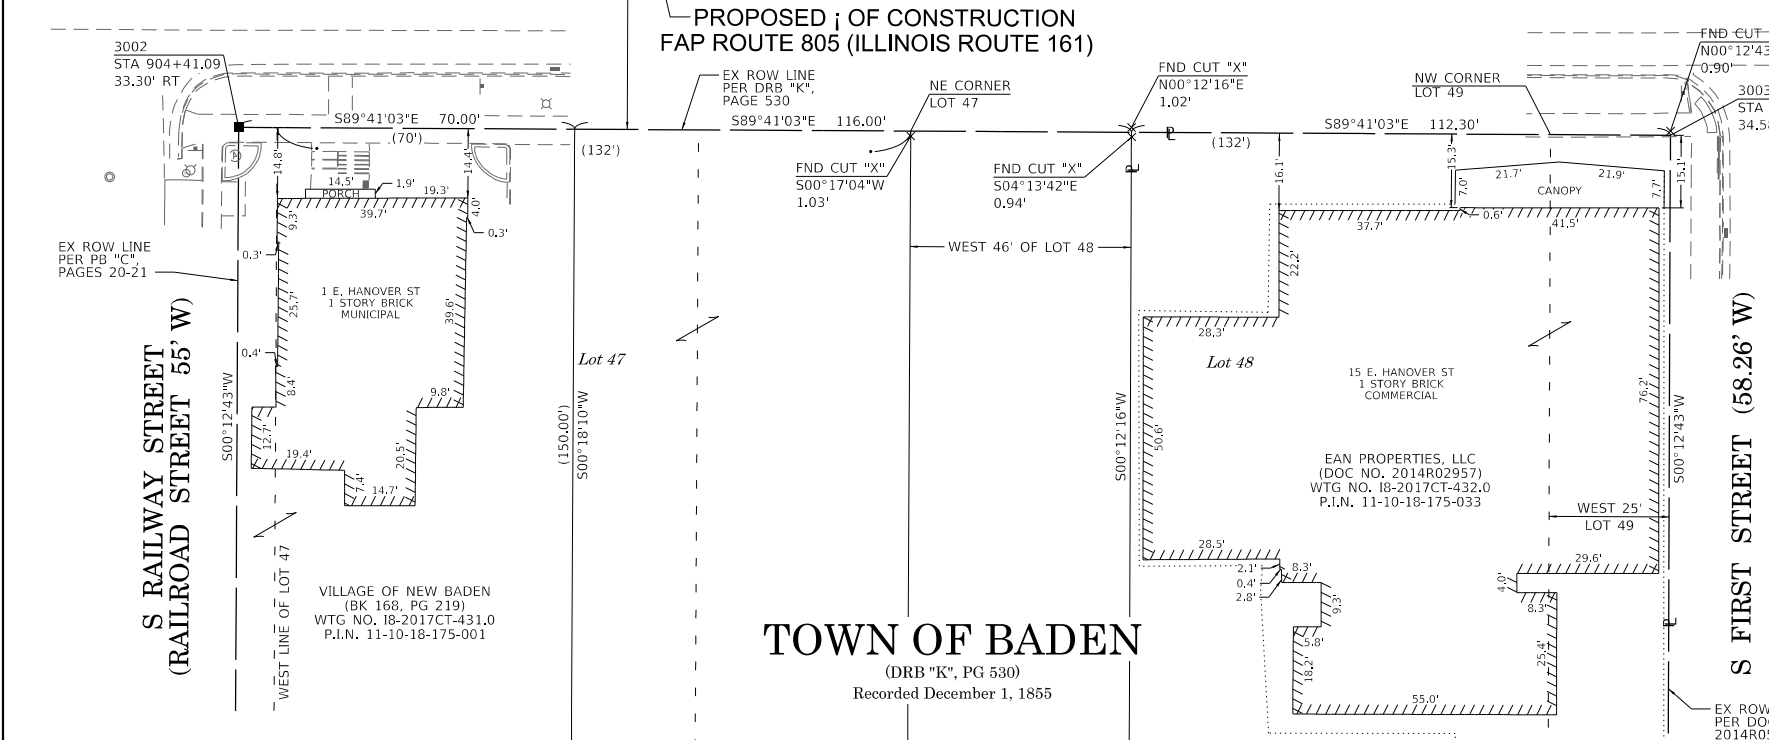 PROPOSED ¡ OF CONSTRUCTION
FAP ROUTE 805 (ILLINOIS ROUTE 161)
3002
STA 904+41.09
33.30' RT
EX ROW LINE
PER DRB "K",
PAGE 530
NE CORNER
LOT 47
FND CUT "X"
N00°12'16"E
1.02'
NW CORNER
LOT 49
FND CUT
N00°12'43
0.90'
3003
STA
34.58
S89°41'03"E 70.00'
(70')
S89°41'03"E 116.00'
(132')
(132')
S89°41'03"E 112.30'
FND CUT "X"
S00°17'04"W
1.03'
FND CUT "X"
S04°13'42"E
0.94'
14.8'
14.4'
14.5'
PORCH
1.9'
19.3'
39.7'
9.3'
4.0'
0.3'
0.3'
16.1'
15.3'
7.0'
21.7'
21.9'
CANOPY
7.7'
15.1'
37.7'
0.6'
41.5'
EX ROW LINE
PER PB "C",
PAGES 20-21
WEST 46' OF LOT 48
22.2'
1 E. HANOVER ST
1 STORY BRICK
MUNICIPAL
25.7'
39.6'
0.4'
8.4'
9.8'
12.7'
19.4'
20.5'
7.4'
14.7'
Lot 47
28.3'
Lot 48
15 E. HANOVER ST
1 STORY BRICK
COMMERCIAL
76.2'
50.6'
S RAILWAY STREET
(RAILROAD STREET 55' W)
S00°12'43"W
(150.00')
S00°18'10"W
S00°12'16"W
S00°12'43"W
S FIRST STREET (58.26' W)
EAN PROPERTIES, LLC
(DOC NO. 2014R02957)
WTG NO. I8-2017CT-432.0
P.I.N. 11-10-18-175-033
WEST 25'
LOT 49
28.5'
2.1'
8.3'
0.4'
2.8'
9.3'
29.6'
4.0'
8.3'
5.8'
18.2'
25.4'
55.0'
WEST LINE OF LOT 47
VILLAGE OF NEW BADEN
(BK 168, PG 219)
WTG NO. I8-2017CT-431.0
P.I.N. 11-10-18-175-001
TOWN OF BADEN
(DRB "K", PG 530)
Recorded December 1, 1855
EX ROW
PER DOC
2014R05